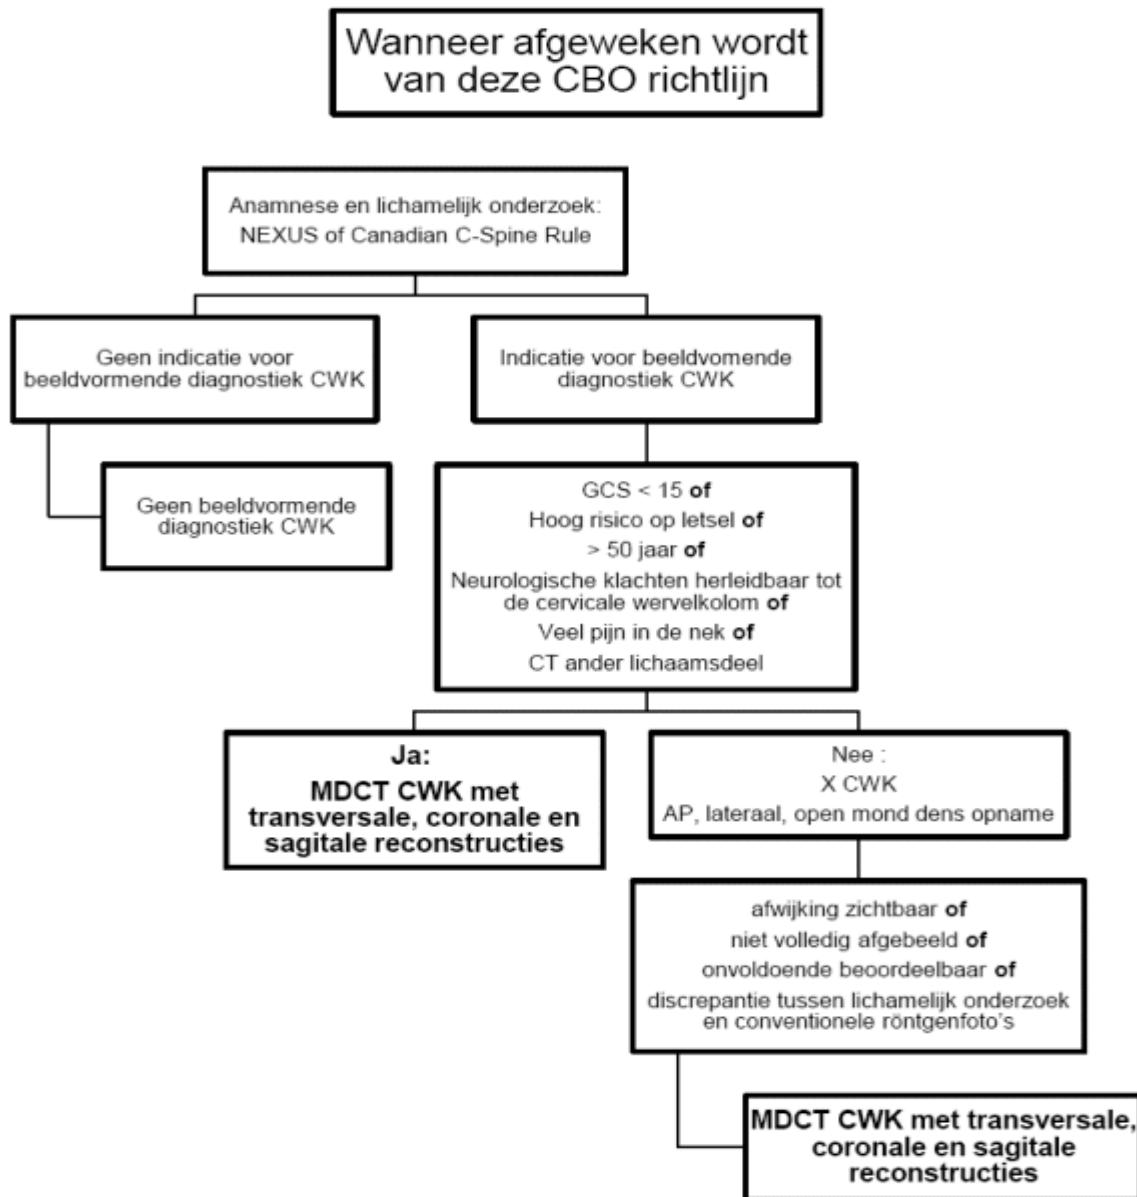 Wanneer afgeweken wordt
van deze CBO richtlijn
Anamnese en lichamelijk onderzoek:
NEXUS of Canadian C-Spine Rule
Geen indicatie voor
beeldvormende diagnostiek CWK
Indicatie voor beeldvomende
diagnostiek CWK
Geen beeldvormende
diagnostiek CWK
GCS < 15 of
Hoog risico op letsel of
> 50 jaar of
Neurologische klachten herleidbaar tot
de cervicale wervelkolom of
Veel pijn in de nek of
CT ander lichaamsdeel
Ja:
MDCT CWK met
transversale, coronale en
sagitale reconstructies
Nee :
X CWK
AP, lateraal, open mond dens opname
afwijking zichtbaar of
niet volledig afgebeeld of
onvoldoende beoordeelbaar of
discrepantie tussen lichamelijk onderzoek
en conventionele röntgenfoto's
MDCT CWK met transversale,
coronale en sagitale
reconstructies